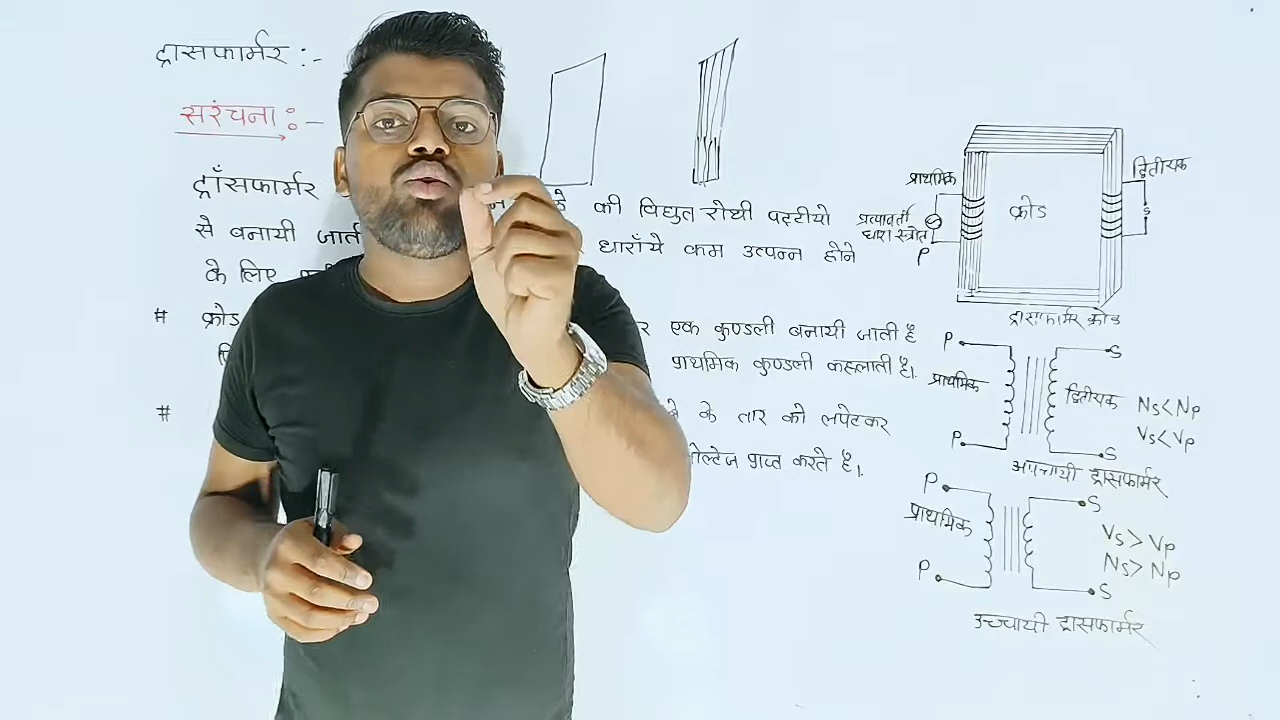 ट्रासफार्मर :-
सरंचना :-
ट्राँसफार्मर की विद्युत रोधी पट्टीयो
से बनायी जाती धाराँये कम उत्पन्न होने
के लिए
# क्रोड एक कुण्डली बनायी जाती है
प्राथमिक कुण्डली कहलाती है।
# के तार को लपेटकर
प्राप्त करते है।
प्राथमिक
द्वितीयक
क्रोड
प्रत्यावर्ती
धारा स्त्रोत
P
S
ट्रासफार्मर क्रोड
P S
प्राथमिक द्वितीयक Ns<Np
Vs<Vp
P S
अपचायी ट्रासफार्मर
P S
प्राथमिक Vs>Vp
Ns>Np
P S
उच्चायी ट्रासफार्मर